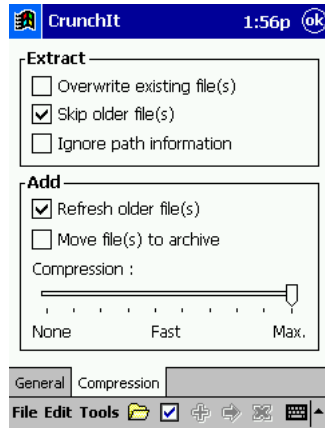 CrunchIt 1:56p ok
Extract
Overwrite existing file(s)
Skip older file(s)
Ignore path information
Add
Refresh older file(s)
Move file(s) to archive
Compression :
None Fast Max.
General Compression
File Edit Tools